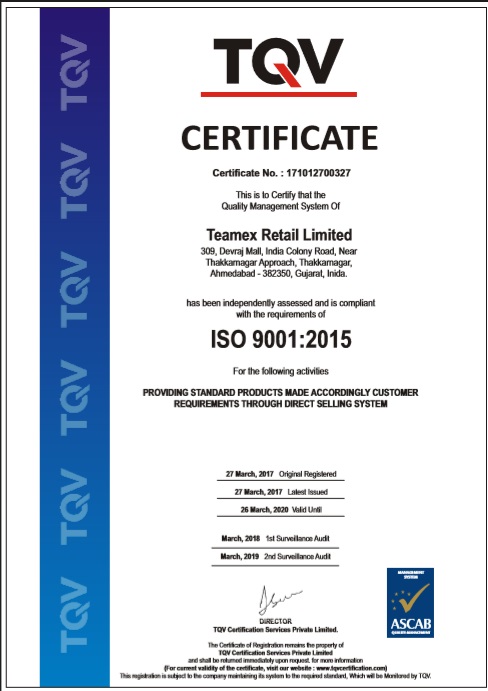 TQV
TQV
TQV
TQV
TQV
TQV
TQV
CERTIFICATE
Certificate No. : 171012700327
This is to Certify that the
Quality Management System Of
Teamex Retail Limited
309, Devraj Mall, India Colony Road, Near
Thakkarnagar Approach, Thakkarnagar,
Ahmedabad - 382350, Gujarat, Inida.
has been independently assessed and is compliant
with the requirements of
ISO 9001:2015
For the following activities
PROVIDING STANDARD PRODUCTS MADE ACCORDINGLY CUSTOMER
REQUIREMENTS THROUGH DIRECT SELLING SYSTEM
27 March, 2017 Original Registered
27 March, 2017 Latest Issued
26 March, 2020 Valid Until
March, 2018 1st Surveillance Audit
March, 2019 2nd Surveillance Audit
DIRECTOR
TQV Certification Services Private Limited.
MANAGEMENT
SYSTEM
ASCAB
QUALITY MANAGEMENT
The Certificate of Registration remains the property of
TQV Certification Services Private Limited
and shall be returned immediately upon request. for more information
(For current validity of the certificate, visit our website : www.tqvcertification.com)
This registration is subject to the company maintaining its system to the required standard, Which will be Monitored by TQV.